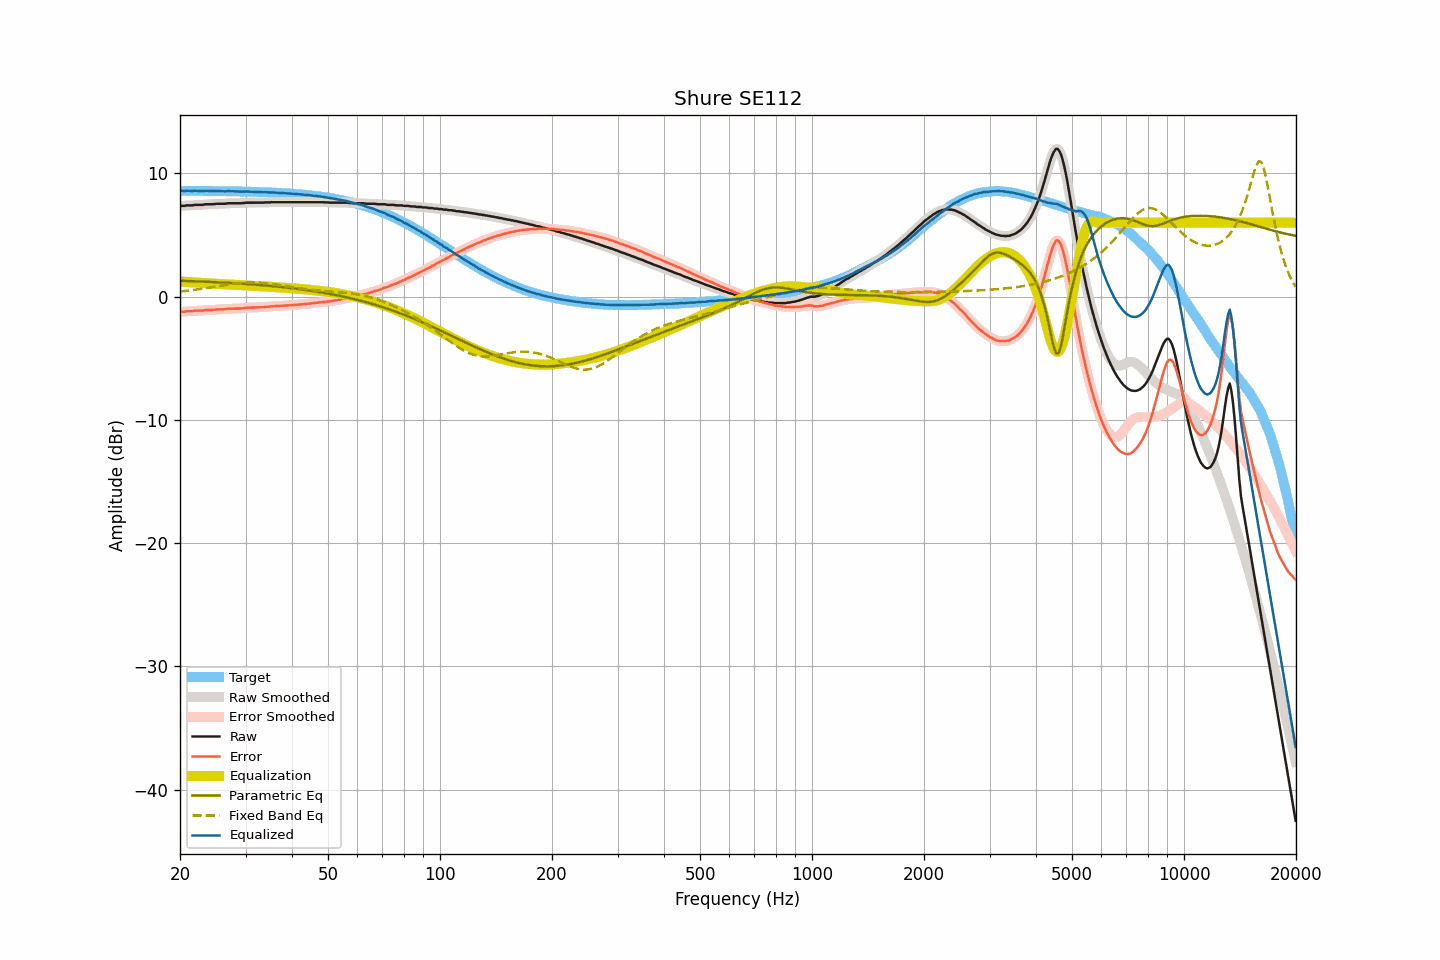 Shure SE112
Amplitude (dBr)
10
0
−10
−20
−30
−40
Target
Raw Smoothed
Error Smoothed
Raw
Error
Equalization
Parametric Eq
Fixed Band Eq
Equalized
20 50 100 200 500 1000 2000 5000 10000 20000
Frequency (Hz)